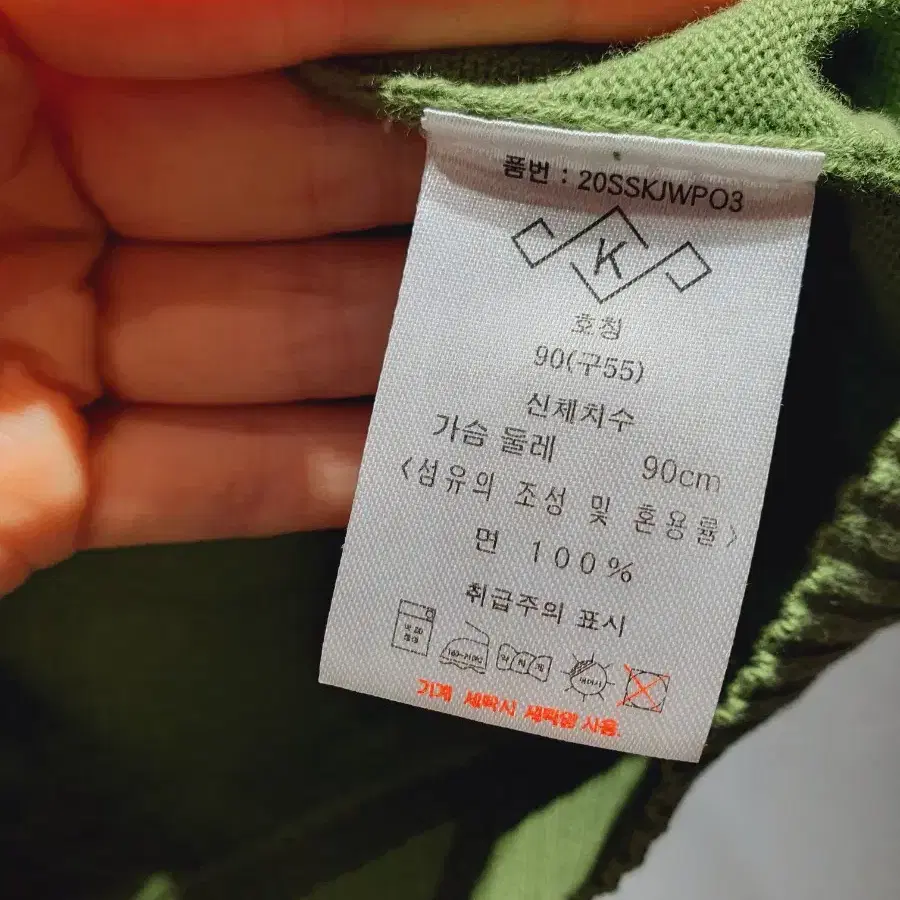 품번 : 20SSKJWPO3
K
호칭
90(구55)
신체치수
가슴 둘레 90cm
<섬유의 조성 및 혼용률>
면 100%
취급주의 표시
기계 세탁시 세탁망 사용.